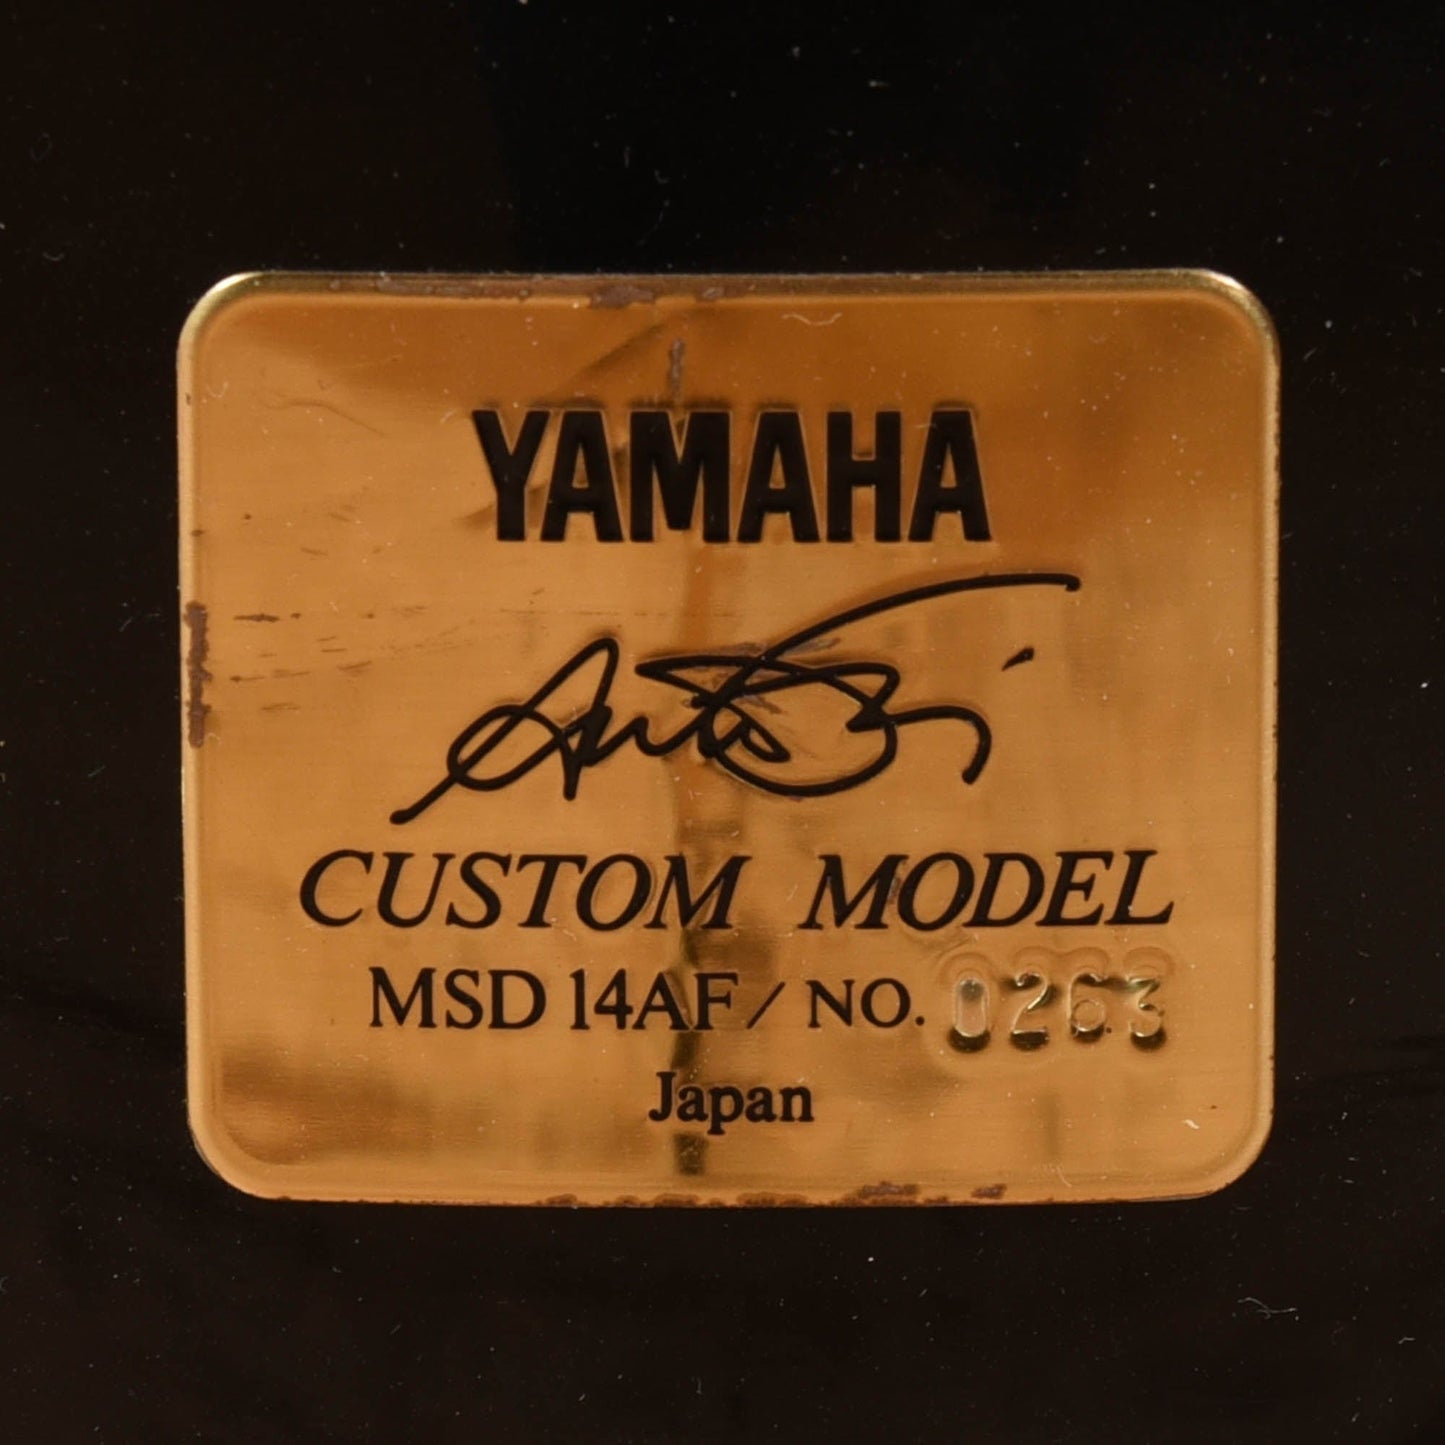 YAMAHA
CUSTOM MODEL
MSD 14AF / NO. 0263
Japan